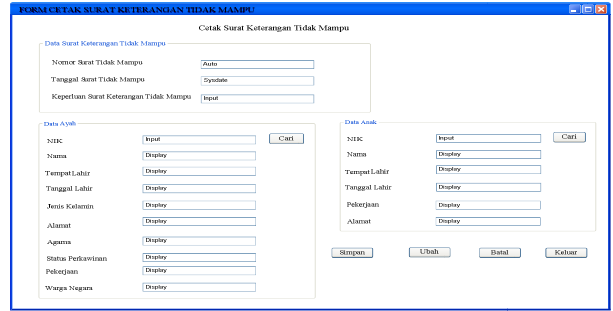 FORM CETAK SURAT KETERANGAN TIDAK MAMPU
Cetak Surat Keterangan Tidak Mampu
Data Surat Keterangan Tidak Mampu
Nomor Surat Tidak Mampu Auto
Tanggal Surat Tidak Mampu Sysdate
Keperluan Surat Keterangan Tidak Mampu Input
Data Ayah
NIK Input Cari
Nama Display
Tempat Lahir Display
Tanggal Lahir Display
Jenis Kelamin Display
Alamat Display
Agama Display
Status Perkawinan Display
Pekerjaan Display
Warga Negara Display
Data Anak
NIK Input Cari
Nama Display
Tempat Lahir Display
Tanggal Lahir Display
Pekerjaan Display
Alamat Display
Simpan Ubah Batal Keluar